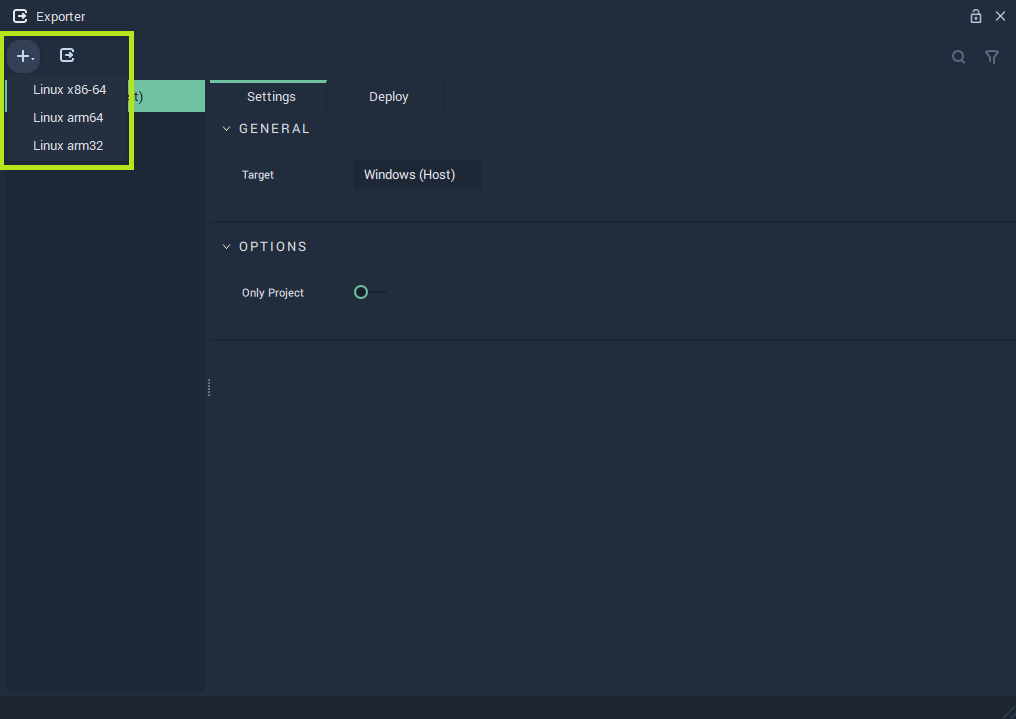 Exporter
Linux x86-64
Linux arm64
Linux arm32
t)
Settings
Deploy
GENERAL
Target
Windows (Host)
OPTIONS
Only Project